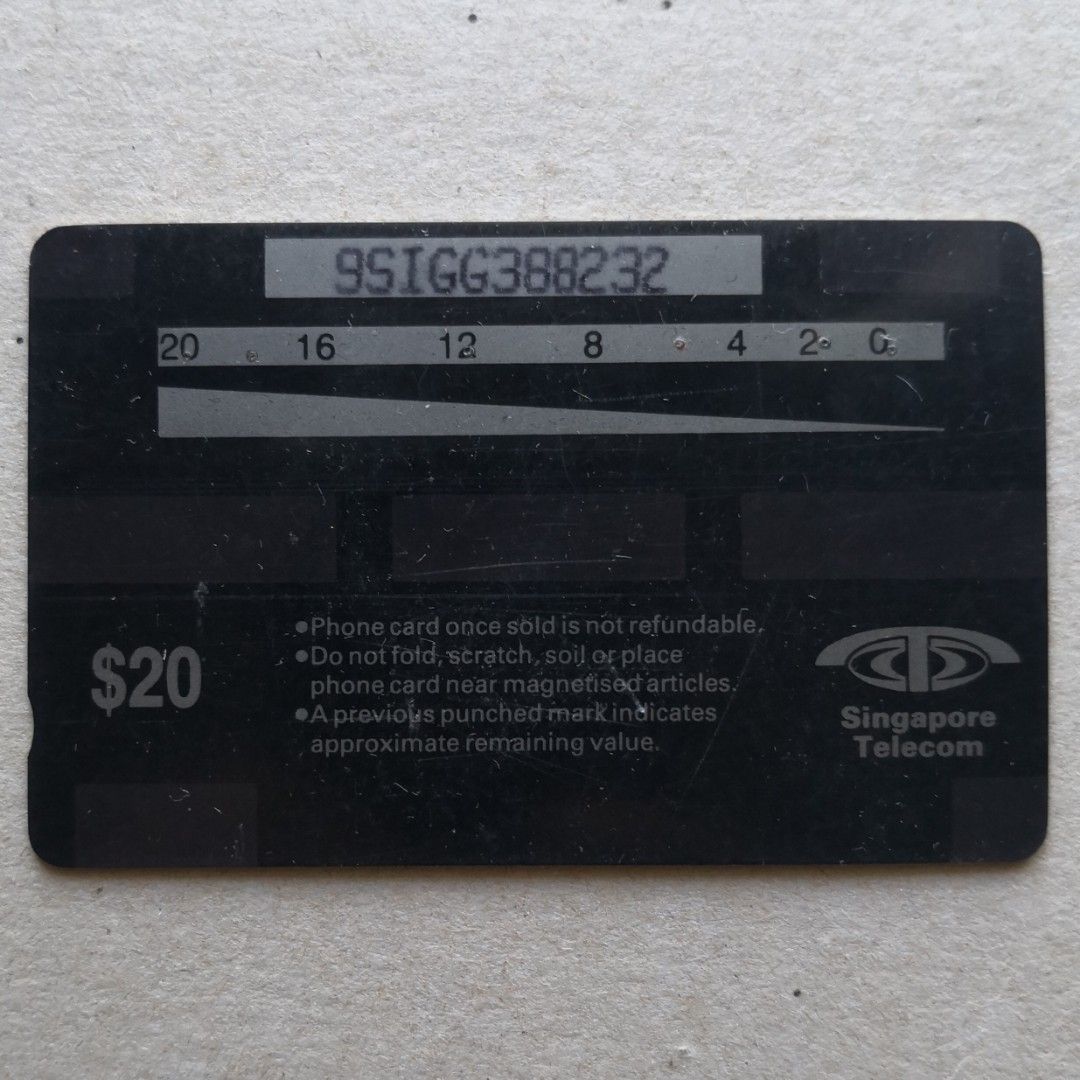 9SIGG388232
20 16 12 8 4 2 0
$20
•Phone card once sold is not refundable.
•Do not fold, scratch, soil or place
phone card near magnetised articles.
•A previous punched mark indicates
approximate remaining value.
Singapore
Telecom